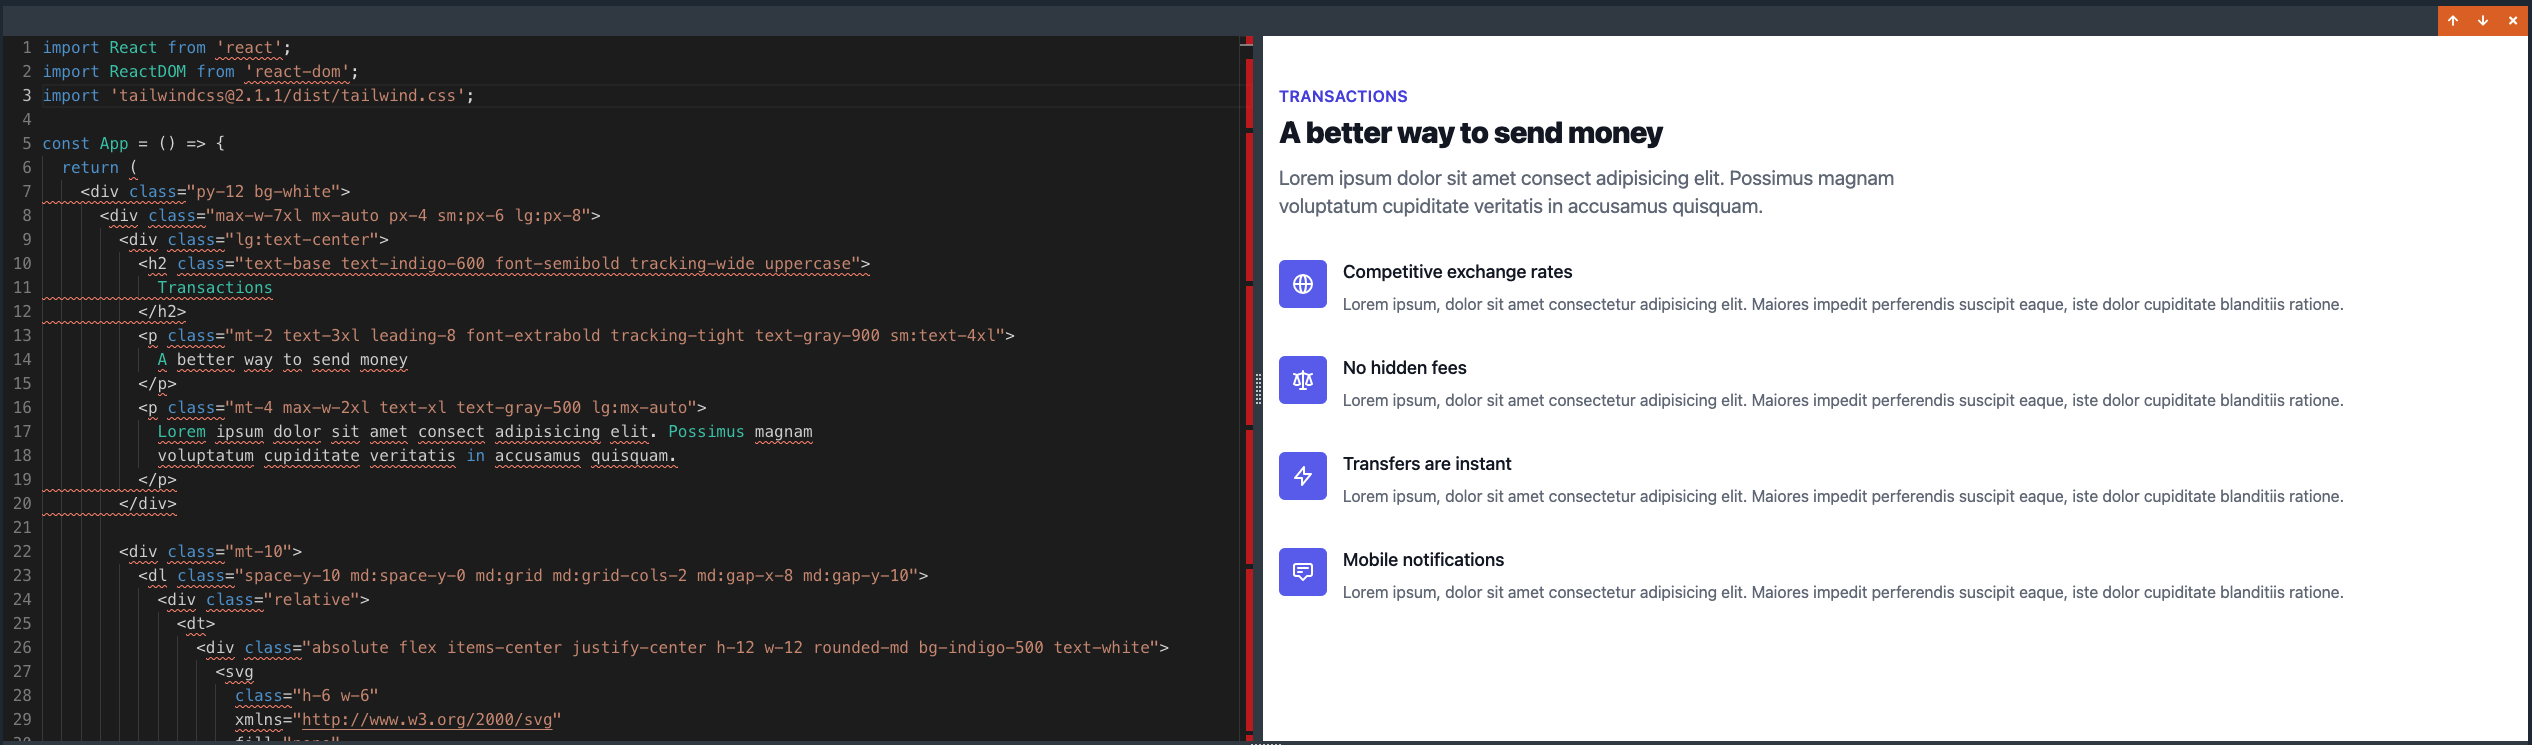 1 import React from 'react';
2 import ReactDOM from 'react-dom';
3 import 'tailwindcss@2.1.1/dist/tailwind.css';
4
5 const App = () => {
6   return (
7     <div class="py-12 bg-white">
8       <div class="max-w-7xl mx-auto px-4 sm:px-6 lg:px-8">
9         <div class="lg:text-center">
10           <h2 class="text-base text-indigo-600 font-semibold tracking-wide uppercase">
11             Transactions
12           </h2>
13           <p class="mt-2 text-3xl leading-8 font-extrabold tracking-tight text-gray-900 sm:text-4xl">
14             A better way to send money
15           </p>
16           <p class="mt-4 max-w-2xl text-xl text-gray-500 lg:mx-auto">
17             Lorem ipsum dolor sit amet consect adipisicing elit. Possimus magnam
18             voluptatum cupiditate veritatis in accusamus quisquam.
19           </p>
20         </div>
21
22         <div class="mt-10">
23           <dl class="space-y-10 md:space-y-0 md:grid md:grid-cols-2 md:gap-x-8 md:gap-y-10">
24             <div class="relative">
25               <dt>
26                 <div class="absolute flex items-center justify-center h-12 w-12 rounded-md bg-indigo-500 text-white">
27                   <svg
28                     class="h-6 w-6"
29                     xmlns="http://www.w3.org/2000/svg"
30                     fill="none"
TRANSACTIONS
A better way to send money
Lorem ipsum dolor sit amet consect adipisicing elit. Possimus magnam
voluptatum cupiditate veritatis in accusamus quisquam.
Competitive exchange rates
Lorem ipsum, dolor sit amet consectetur adipisicing elit. Maiores impedit perferendis suscipit eaque, iste dolor cupiditate blanditiis ratione.
No hidden fees
Lorem ipsum, dolor sit amet consectetur adipisicing elit. Maiores impedit perferendis suscipit eaque, iste dolor cupiditate blanditiis ratione.
Transfers are instant
Lorem ipsum, dolor sit amet consectetur adipisicing elit. Maiores impedit perferendis suscipit eaque, iste dolor cupiditate blanditiis ratione.
Mobile notifications
Lorem ipsum, dolor sit amet consectetur adipisicing elit. Maiores impedit perferendis suscipit eaque, iste dolor cupiditate blanditiis ratione.